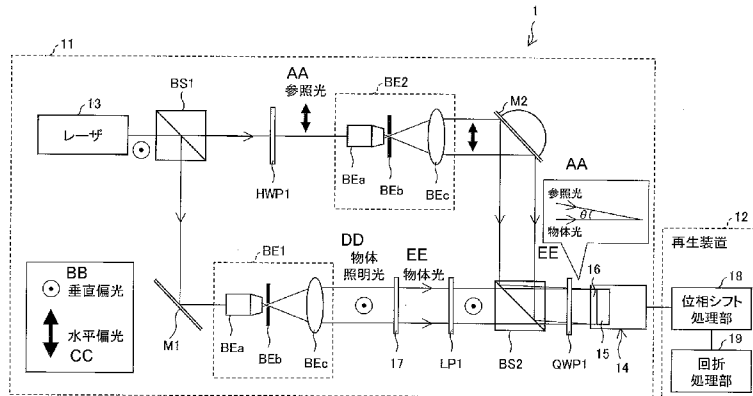 1
11
13
レーザ
BS1
HWP1
AA
参照光
BE2
BEa
BEb
BEc
M2
AA
参照光
θ
物体光
12
再生装置
18
位相シフト
処理部
19
回折
処理部
BB
垂直偏光
水平偏光
CC
M1
BE1
BEa
BEb
BEc
DD
物体
照明光
EE
物体光
17
LP1
BS2
EE
QWP1
16
15
14